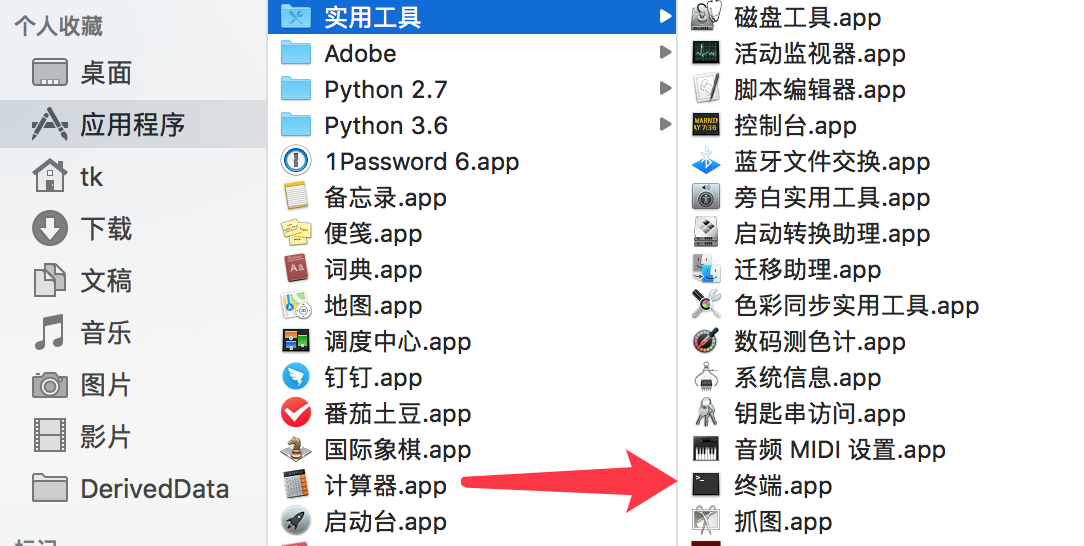 个人收藏
桌面
应用程序
tk
下载
文稿
音乐
图片
影片
DerivedData
实用工具
Adobe
Python 2.7
Python 3.6
1Password 6.app
备忘录.app
便笺.app
词典.app
地图.app
调度中心.app
钉钉.app
番茄土豆.app
国际象棋.app
计算器.app
启动台.app
磁盘工具.app
活动监视器.app
脚本编辑器.app
控制台.app
蓝牙文件交换.app
旁白实用工具.app
启动转换助理.app
迁移助理.app
色彩同步实用工具.app
数码测色计.app
系统信息.app
钥匙串访问.app
音频 MIDI 设置.app
终端.app
抓图.app